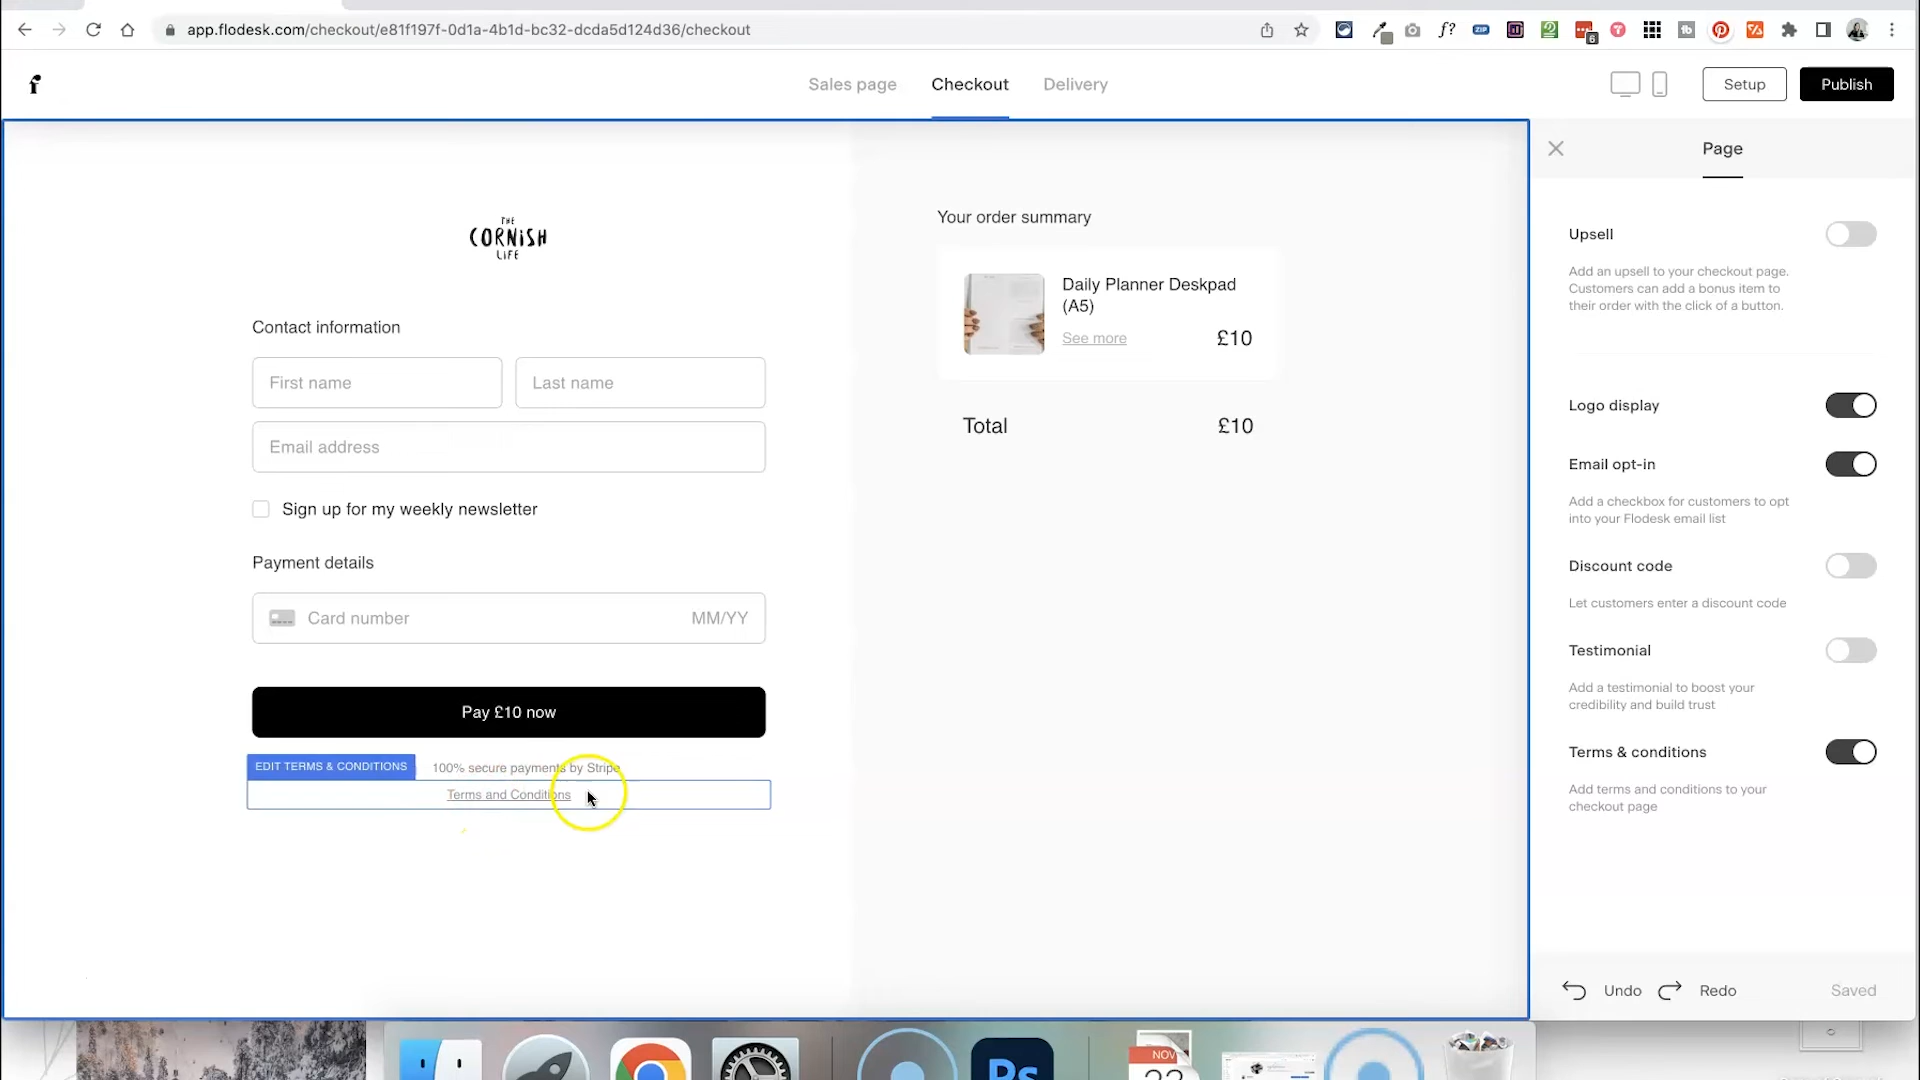 app.flodesk.com/checkout/e81f197f-0d1a-4b1d-bc32-dcda5d124d36/checkout
f?
ZIP
6
Sales page
Checkout
Delivery
Setup
Publish
Page
THE
CORNISH
LIFE
Contact information
First name
Last name
Email address
Sign up for my weekly newsletter
Payment details
Card number
MM/YY
Pay £10 now
EDIT TERMS & CONDITIONS
100% secure payments by Stripe
Terms and Conditions
Your order summary
Daily Planner Deskpad
(A5)
See more
£10
Total
£10
Upsell
Add an upsell to your checkout page.
Customers can add a bonus item to
their order with the click of a button.
Logo display
Email opt-in
Add a checkbox for customers to opt
into your Flodesk email list
Discount code
Let customers enter a discount code
Testimonial
Add a testimonial to boost your
credibility and build trust
Terms & conditions
Add terms and conditions to your
checkout page
Undo
Redo
Saved
Ps
NOV